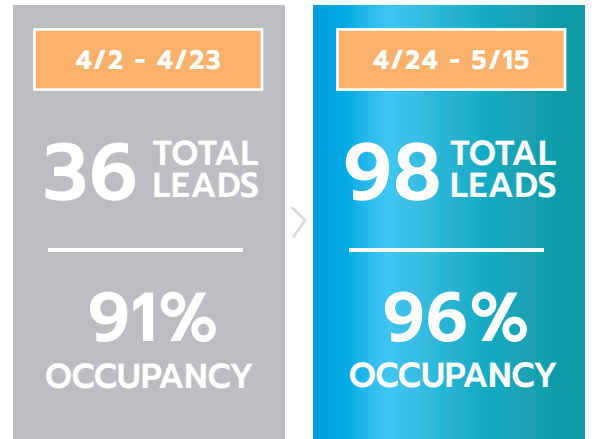 4/2 - 4/23
36 TOTAL
LEADS
91%
OCCUPANCY
4/24 - 5/15
98 TOTAL
LEADS
96%
OCCUPANCY